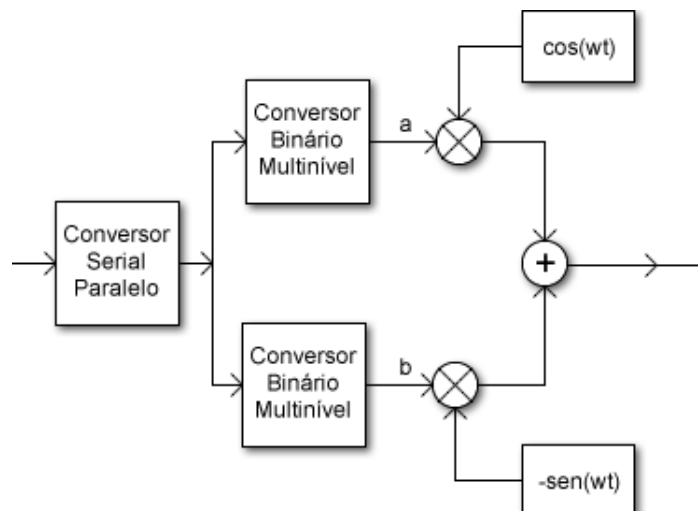 cos(wt)
Conversor
Binário
Multinível
a
Conversor
Serial
Paralelo
+
Conversor
Binário
Multinível
b
-sen(wt)